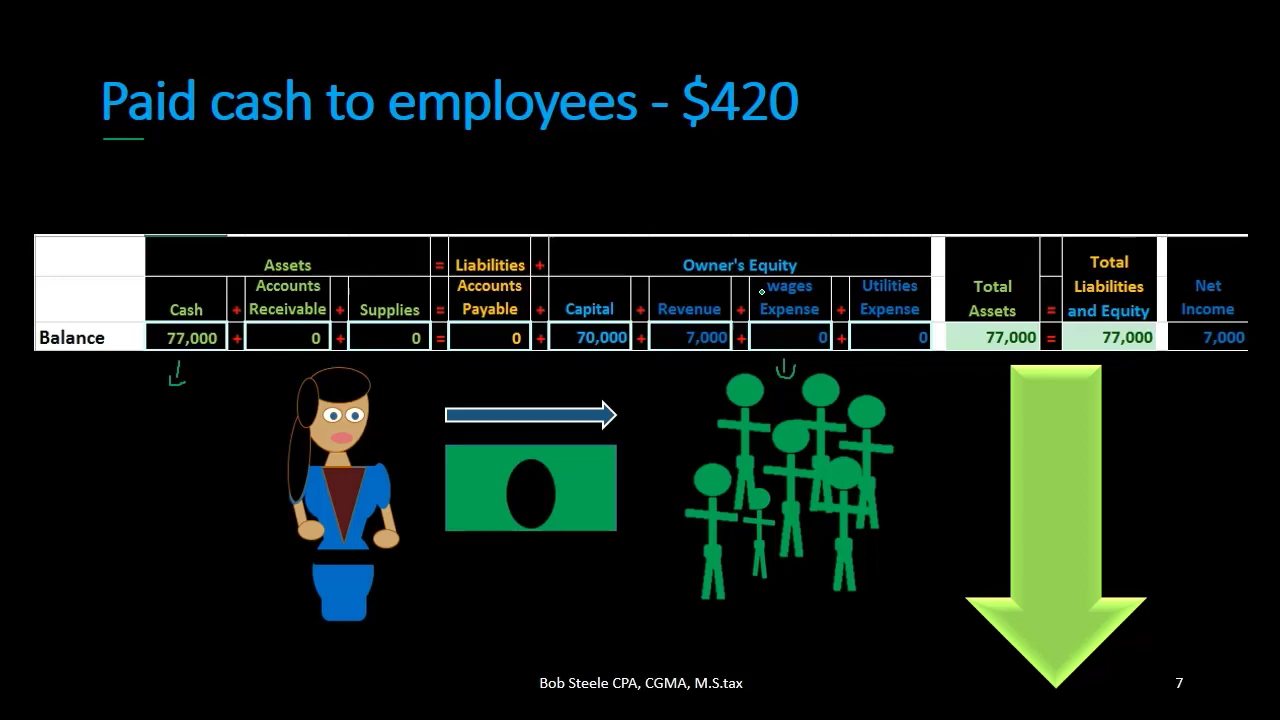 Paid cash to employees - $420
Assets = Liabilities + Owner's Equity
Cash + Accounts Receivable + Supplies = Accounts Payable + Capital + Revenue + wages Expense + Utilities Expense Total Assets = Total Liabilities and Equity Net Income
Balance 77,000 + 0 + 0 = 0 + 70,000 + 7,000 + 0 + 0 77,000 = 77,000 7,000
Bob Steele CPA, CGMA, M.S.tax
7